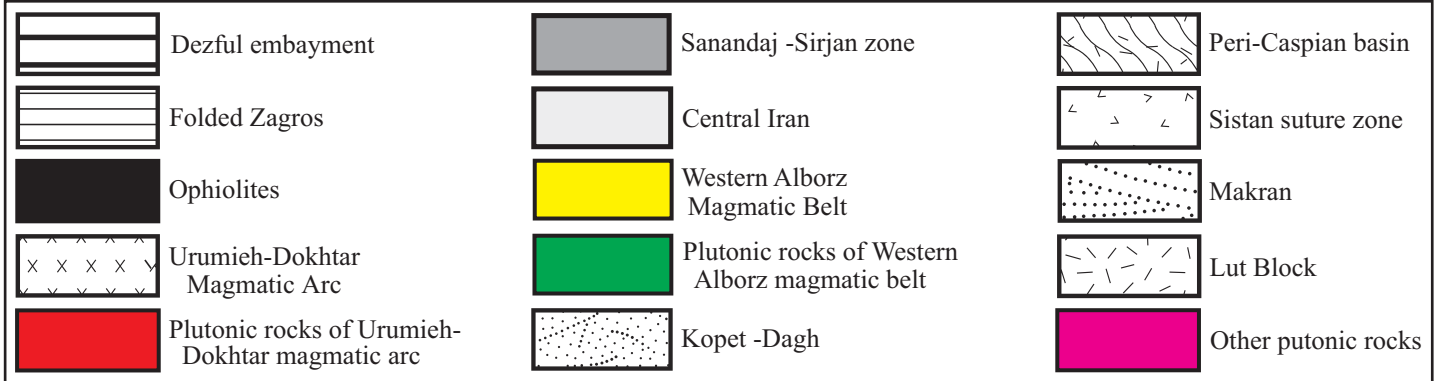 Dezful embayment
Folded Zagros
Ophiolites
Urumieh-Dokhtar
Magmatic Arc
Plutonic rocks of Urumieh-
Dokhtar magmatic arc
Sanandaj -Sirjan zone
Central Iran
Western Alborz
Magmatic Belt
Plutonic rocks of Western
Alborz magmatic belt
Kopet -Dagh
Peri-Caspian basin
Sistan suture zone
Makran
Lut Block
Other putonic rocks